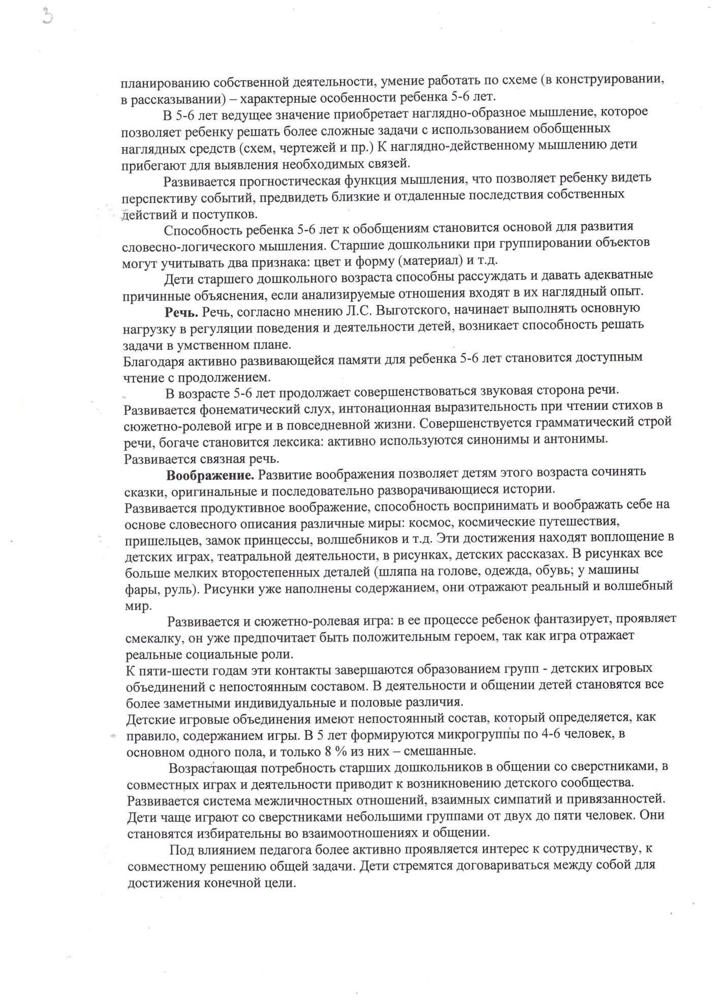 3
планированию собственной деятельности, умение работать по схеме (в конструировании,
в рассказывании) – характерные особенности ребенка 5-6 лет.
В 5-6 лет ведущее значение приобретает наглядно-образное мышление, которое
позволяет ребенку решать более сложные задачи с использованием обобщенных
наглядных средств (схем, чертежей и пр.) К наглядно-действенному мышлению дети
прибегают для выявления необходимых связей.
Развивается прогностическая функция мышления, что позволяет ребенку видеть
перспективу событий, предвидеть близкие и отдаленные последствия собственных
действий и поступков.
Способность ребенка 5-6 лет к обобщениям становится основой для развития
словесно-логического мышления. Старшие дошкольники при группировании объектов
могут учитывать два признака: цвет и форму (материал) и т.д.
Дети старшего дошкольного возраста способны рассуждать и давать адекватные
причинные объяснения, если анализируемые отношения входят в их наглядный опыт.
Речь. Речь, согласно мнению Л.С. Выготского, начинает выполнять основную
нагрузку в регуляции поведения и деятельности детей, возникает способность решать
задачи в умственном плане.
Благодаря активно развивающейся памяти для ребенка 5-6 лет становится доступным
чтение с продолжением.
В возрасте 5-6 лет продолжает совершенствоваться звуковая сторона речи.
Развивается фонематический слух, интонационная выразительность при чтении стихов в
сюжетно-ролевой игре и в повседневной жизни. Совершенствуется грамматический строй
речи, богаче становится лексика: активно используются синонимы и антонимы.
Развивается связная речь.
Воображение. Развитие воображения позволяет детям этого возраста сочинять
сказки, оригинальные и последовательно разворачивающиеся истории.
Развивается продуктивное воображение, способность воспринимать и воображать себе на
основе словесного описания различные миры: космос, космические путешествия,
пришельцев, замок принцессы, волшебников и т.д. Эти достижения находят воплощение в
детских играх, театральной деятельности, в рисунках, детских рассказах. В рисунках все
больше мелких второстепенных деталей (шляпа на голове, одежда, обувь; у машины
фары, руль). Рисунки уже наполнены содержанием, они отражают реальный и волшебный
мир.
Развивается и сюжетно-ролевая игра: в ее процессе ребенок фантазирует, проявляет
смекалку, он уже предпочитает быть положительным героем, так как игра отражает
реальные социальные роли.
К пяти-шести годам эти контакты завершаются образованием групп - детских игровых
объединений с непостоянным составом. В деятельности и общении детей становятся все
более заметными индивидуальные и половые различия.
Детские игровые объединения имеют непостоянный состав, который определяется, как
правило, содержанием игры. В 5 лет формируются микрогруппы по 4-6 человек, в
основном одного пола, и только 8 % из них – смешанные.
Возрастающая потребность старших дошкольников в общении со сверстниками, в
совместных играх и деятельности приводит к возникновению детского сообщества.
Развивается система межличностных отношений, взаимных симпатий и привязанностей.
Дети чаще играют со сверстниками небольшими группами от двух до пяти человек. Они
становятся избирательны во взаимоотношениях и общении.
Под влиянием педагога более активно проявляется интерес к сотрудничеству, к
совместному решению общей задачи. Дети стремятся договариваться между собой для
достижения конечной цели.